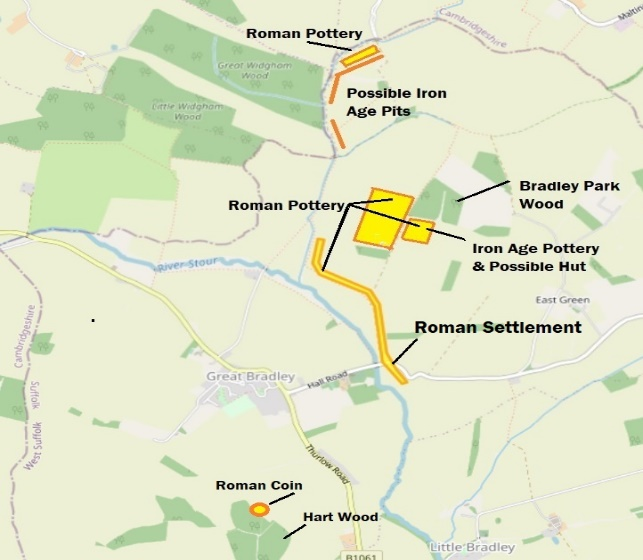 Roman Pottery
Cambridgeshire
Great Widgham
Wood
Possible Iron
Age Pits
Little Widgham
Wood
Bradley Park
Wood
Roman Pottery
Iron Age Pottery
& Possible Hut
River Stour
East Green
Cambridgeshire
Suffolk
West Suffolk
Roman Settlement
Great Bradley
Hall Road
Thurlow Road
Roman Coin
Hart Wood
B1061
Little Bradley